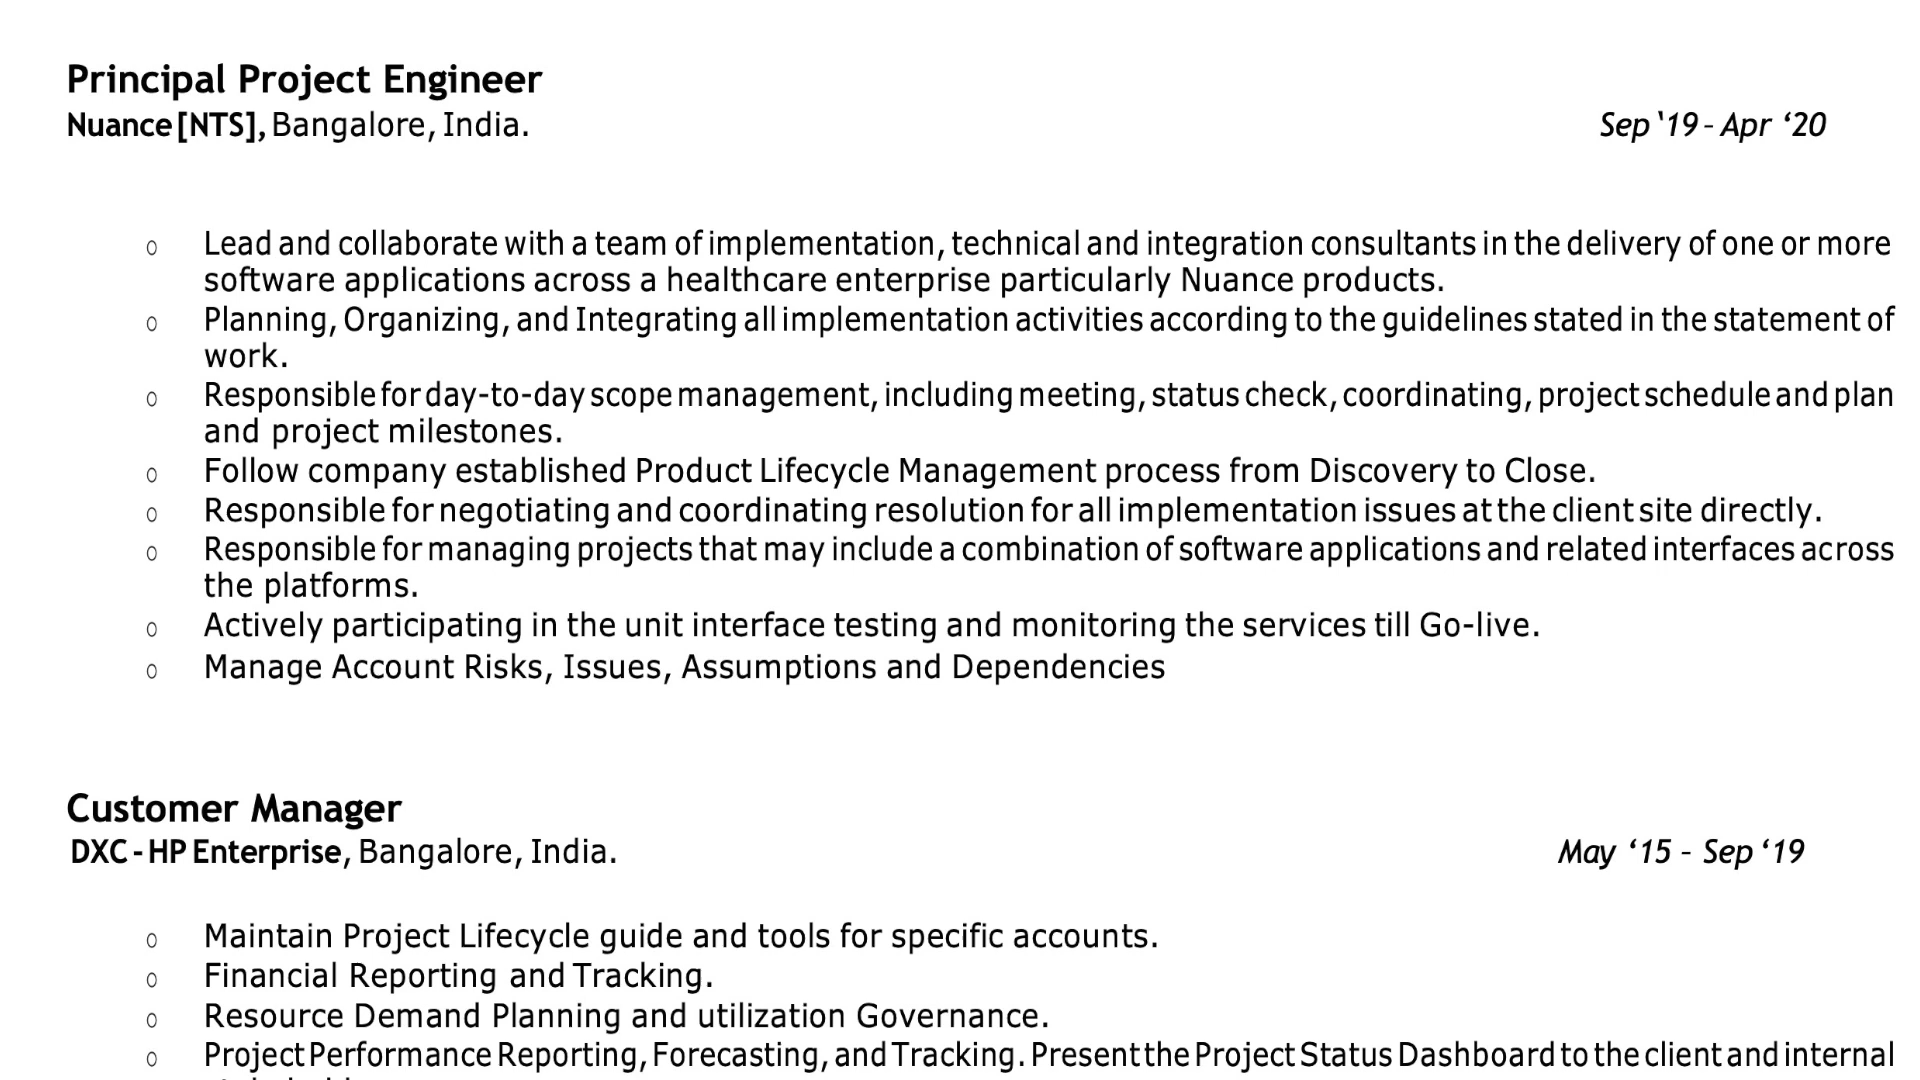 Principal Project Engineer
Nuance [NTS], Bangalore, India. Sep ‘19 – Apr ‘20
o Lead and collaborate with a team of implementation, technical and integration consultants in the delivery of one or more
software applications across a healthcare enterprise particularly Nuance products.
o Planning, Organizing, and Integrating all implementation activities according to the guidelines stated in the statement of
work.
o Responsible for day-to-day scope management, including meeting, status check, coordinating, project schedule and plan
and project milestones.
o Follow company established Product Lifecycle Management process from Discovery to Close.
o Responsible for negotiating and coordinating resolution for all implementation issues at the client site directly.
o Responsible for managing projects that may include a combination of software applications and related interfaces across
the platforms.
o Actively participating in the unit interface testing and monitoring the services till Go-live.
o Manage Account Risks, Issues, Assumptions and Dependencies
Customer Manager
DXC - HP Enterprise, Bangalore, India. May ‘15 – Sep ‘19
o Maintain Project Lifecycle guide and tools for specific accounts.
o Financial Reporting and Tracking.
o Resource Demand Planning and utilization Governance.
o Project Performance Reporting, Forecasting, and Tracking. Present the Project Status Dashboard to the client and internal